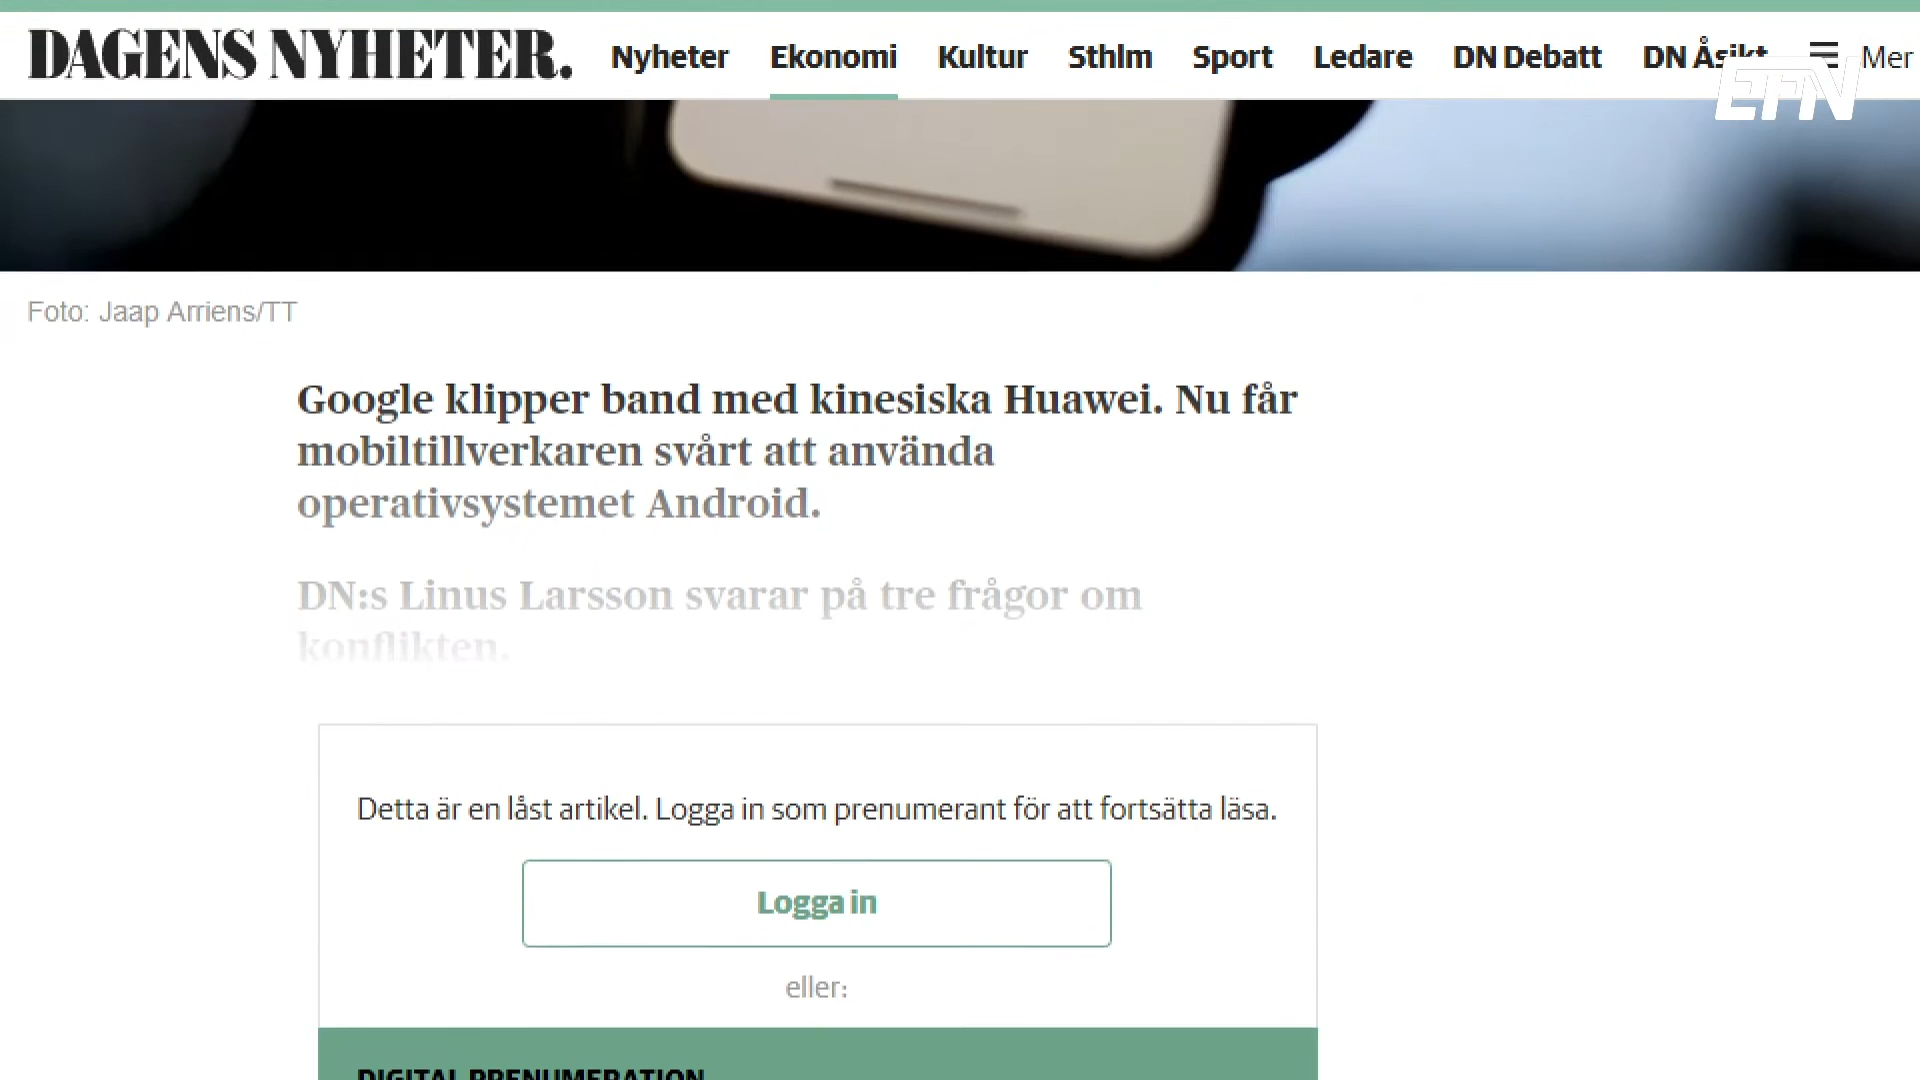 DAGENS NYHETER.
Nyheter Ekonomi Kultur Sthlm Sport Ledare DN Debatt DN Åsikt Mer
EFN
Foto: Jaap Arriens/TT
Google klipper band med kinesiska Huawei. Nu får
mobiltillverkaren svårt att använda
operativsystemet Android.
DN:s Linus Larsson svarar på tre frågor om
konflikten.
Detta är en låst artikel. Logga in som prenumerant för att fortsätta läsa.
Logga in
eller:
DIGITAL PRENUMERATION